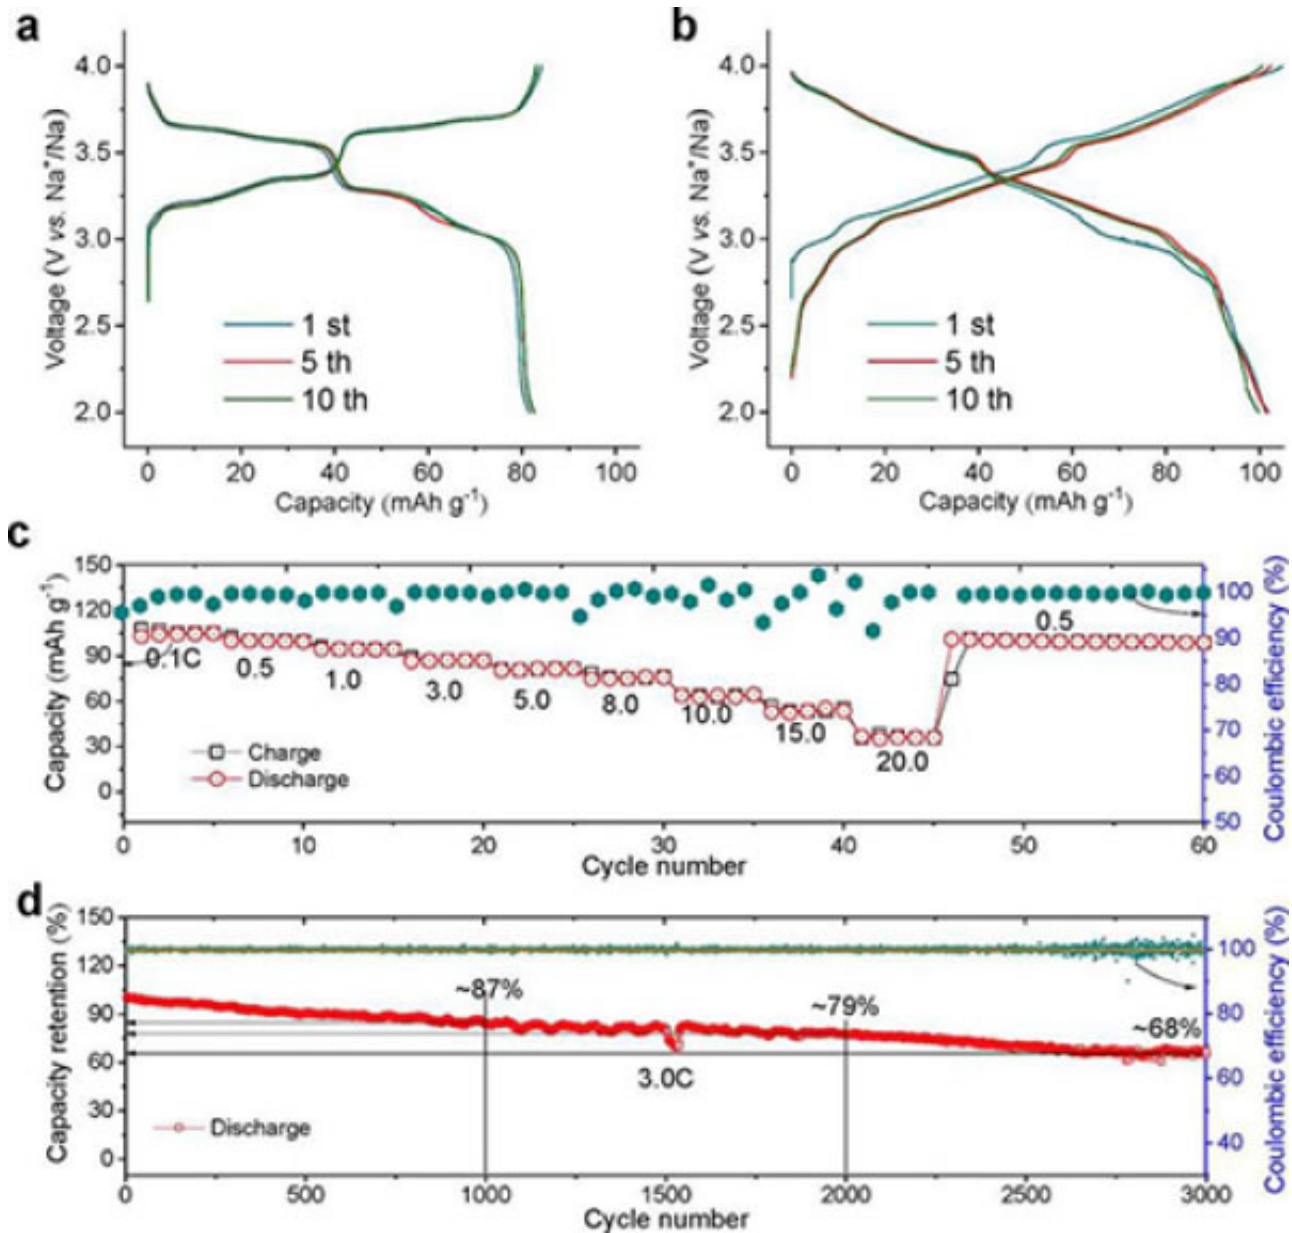 a
b
4.0
3.5
3.0
2.5
2.0
Voltage (V vs. Na⁺/Na)
1 st
5 th
10 th
0 20 40 60 80 100
Capacity (mAh g⁻¹)
4.0
3.5
3.0
2.5
2.0
Voltage (V vs. Na⁺/Na)
1 st
5 th
10 th
0 20 40 60 80 100
Capacity (mAh g⁻¹)
c
150
120
90
60
30
0
Capacity (mAh g⁻¹)
0.1C 0.5 1.0 3.0 5.0 8.0 10.0 15.0 20.0 0.5
Charge
Discharge
100
90
80
70
60
50
Coulombic efficiency (%)
0 10 20 30 40 50 60
Cycle number
d
150
120
90
60
30
0
Capacity retention (%)
~87% ~79% ~68%
3.0C
Discharge
100
80
60
40
Coulombic efficiency (%)
0 500 1000 1500 2000 2500 3000
Cycle number